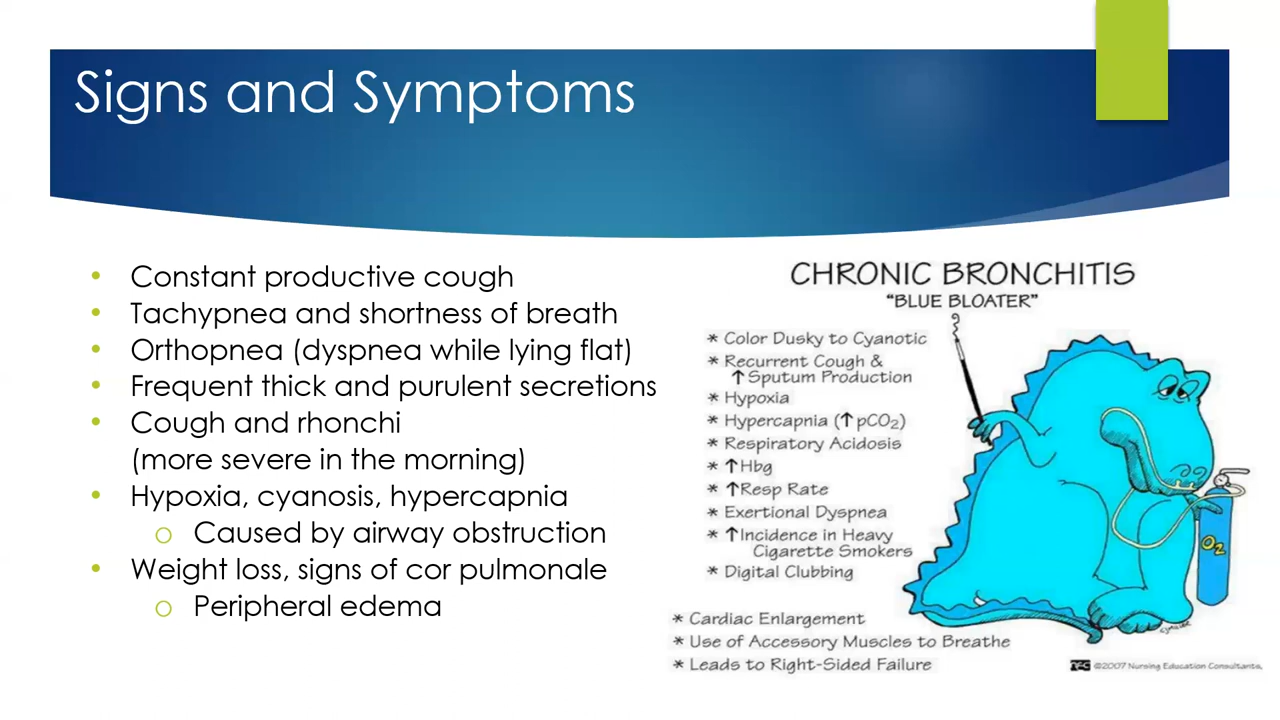 Signs and Symptoms
• Constant productive cough
• Tachypnea and shortness of breath
• Orthopnea (dyspnea while lying flat)
• Frequent thick and purulent secretions
• Cough and rhonchi
(more severe in the morning)
• Hypoxia, cyanosis, hypercapnia
o Caused by airway obstruction
• Weight loss, signs of cor pulmonale
o Peripheral edema
CHRONIC BRONCHITIS
"BLUE BLOATER"
* Color Dusky to Cyanotic
* Recurrent Cough &
↑ Sputum Production
* Hypoxia
* Hypercapnia (↑ pCO₂)
* Respiratory Acidosis
* ↑ Hbg
* ↑ Resp Rate
* Exertional Dyspnea
* ↑ Incidence in Heavy
Cigarette Smokers
* Digital Clubbing
* Cardiac Enlargement
* Use of Accessory Muscles to Breathe
* Leads to Right-Sided Failure
O₂
©2007 Nursing Education Consultants,